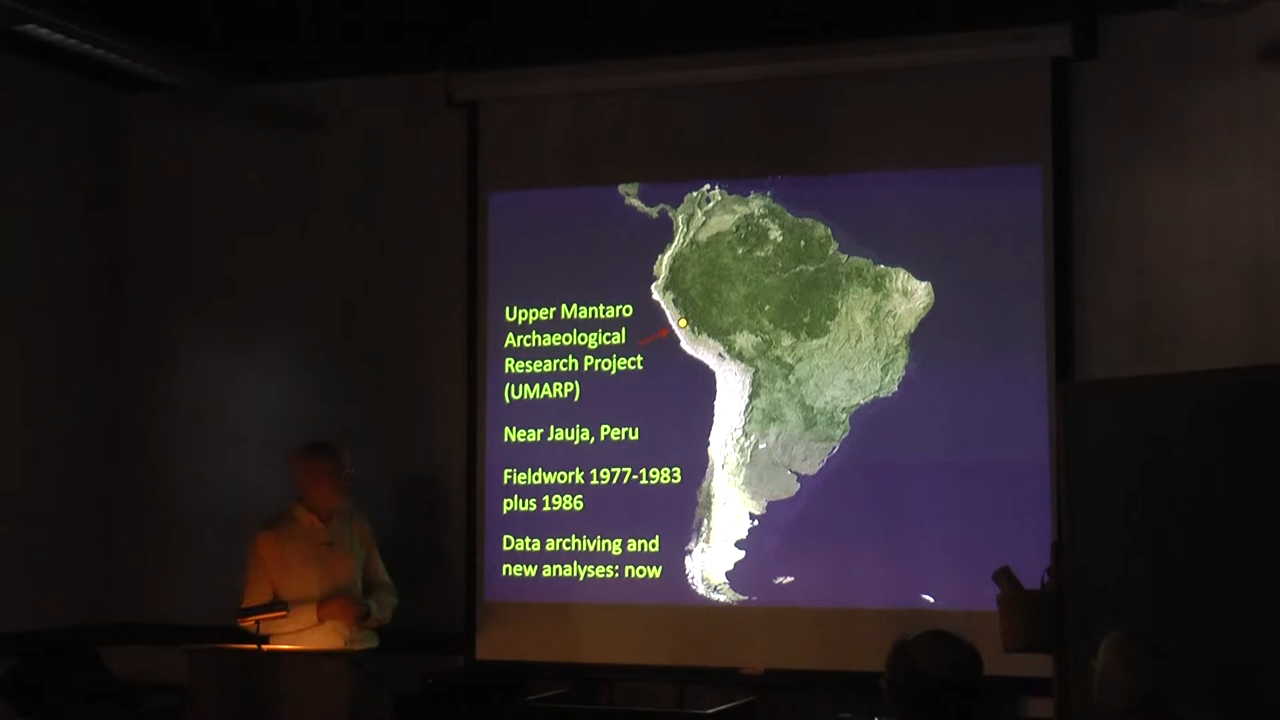 Upper Mantaro
Archaeological
Research Project
(UMARP)
Near Jauja, Peru
Fieldwork 1977-1983
plus 1986
Data archiving and
new analyses: now